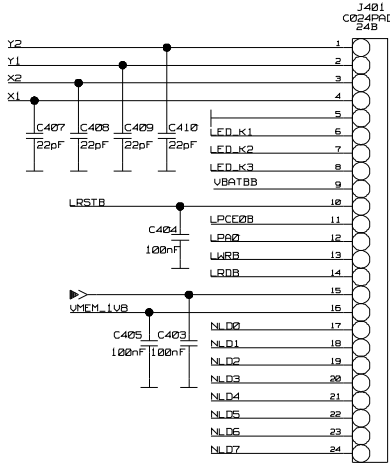 J401
C024PAD
24B
Y2 1
Y1 2
X2 3
X1 4
5
C407 C408 C409 C410
22pF 22pF 22pF 22pF
LED_K1 6
LED_K2 7
LED_K3 8
VBATBB 9
LRSTB 10
LPCE0B 11
C404
100nF
LPA0 12
LWRB 13
LRDB 14
15
VMEM_1V8 16
C405 C403
100nF 100nF
NLD0 17
NLD1 18
NLD2 19
NLD3 20
NLD4 21
NLD5 22
NLD6 23
NLD7 24